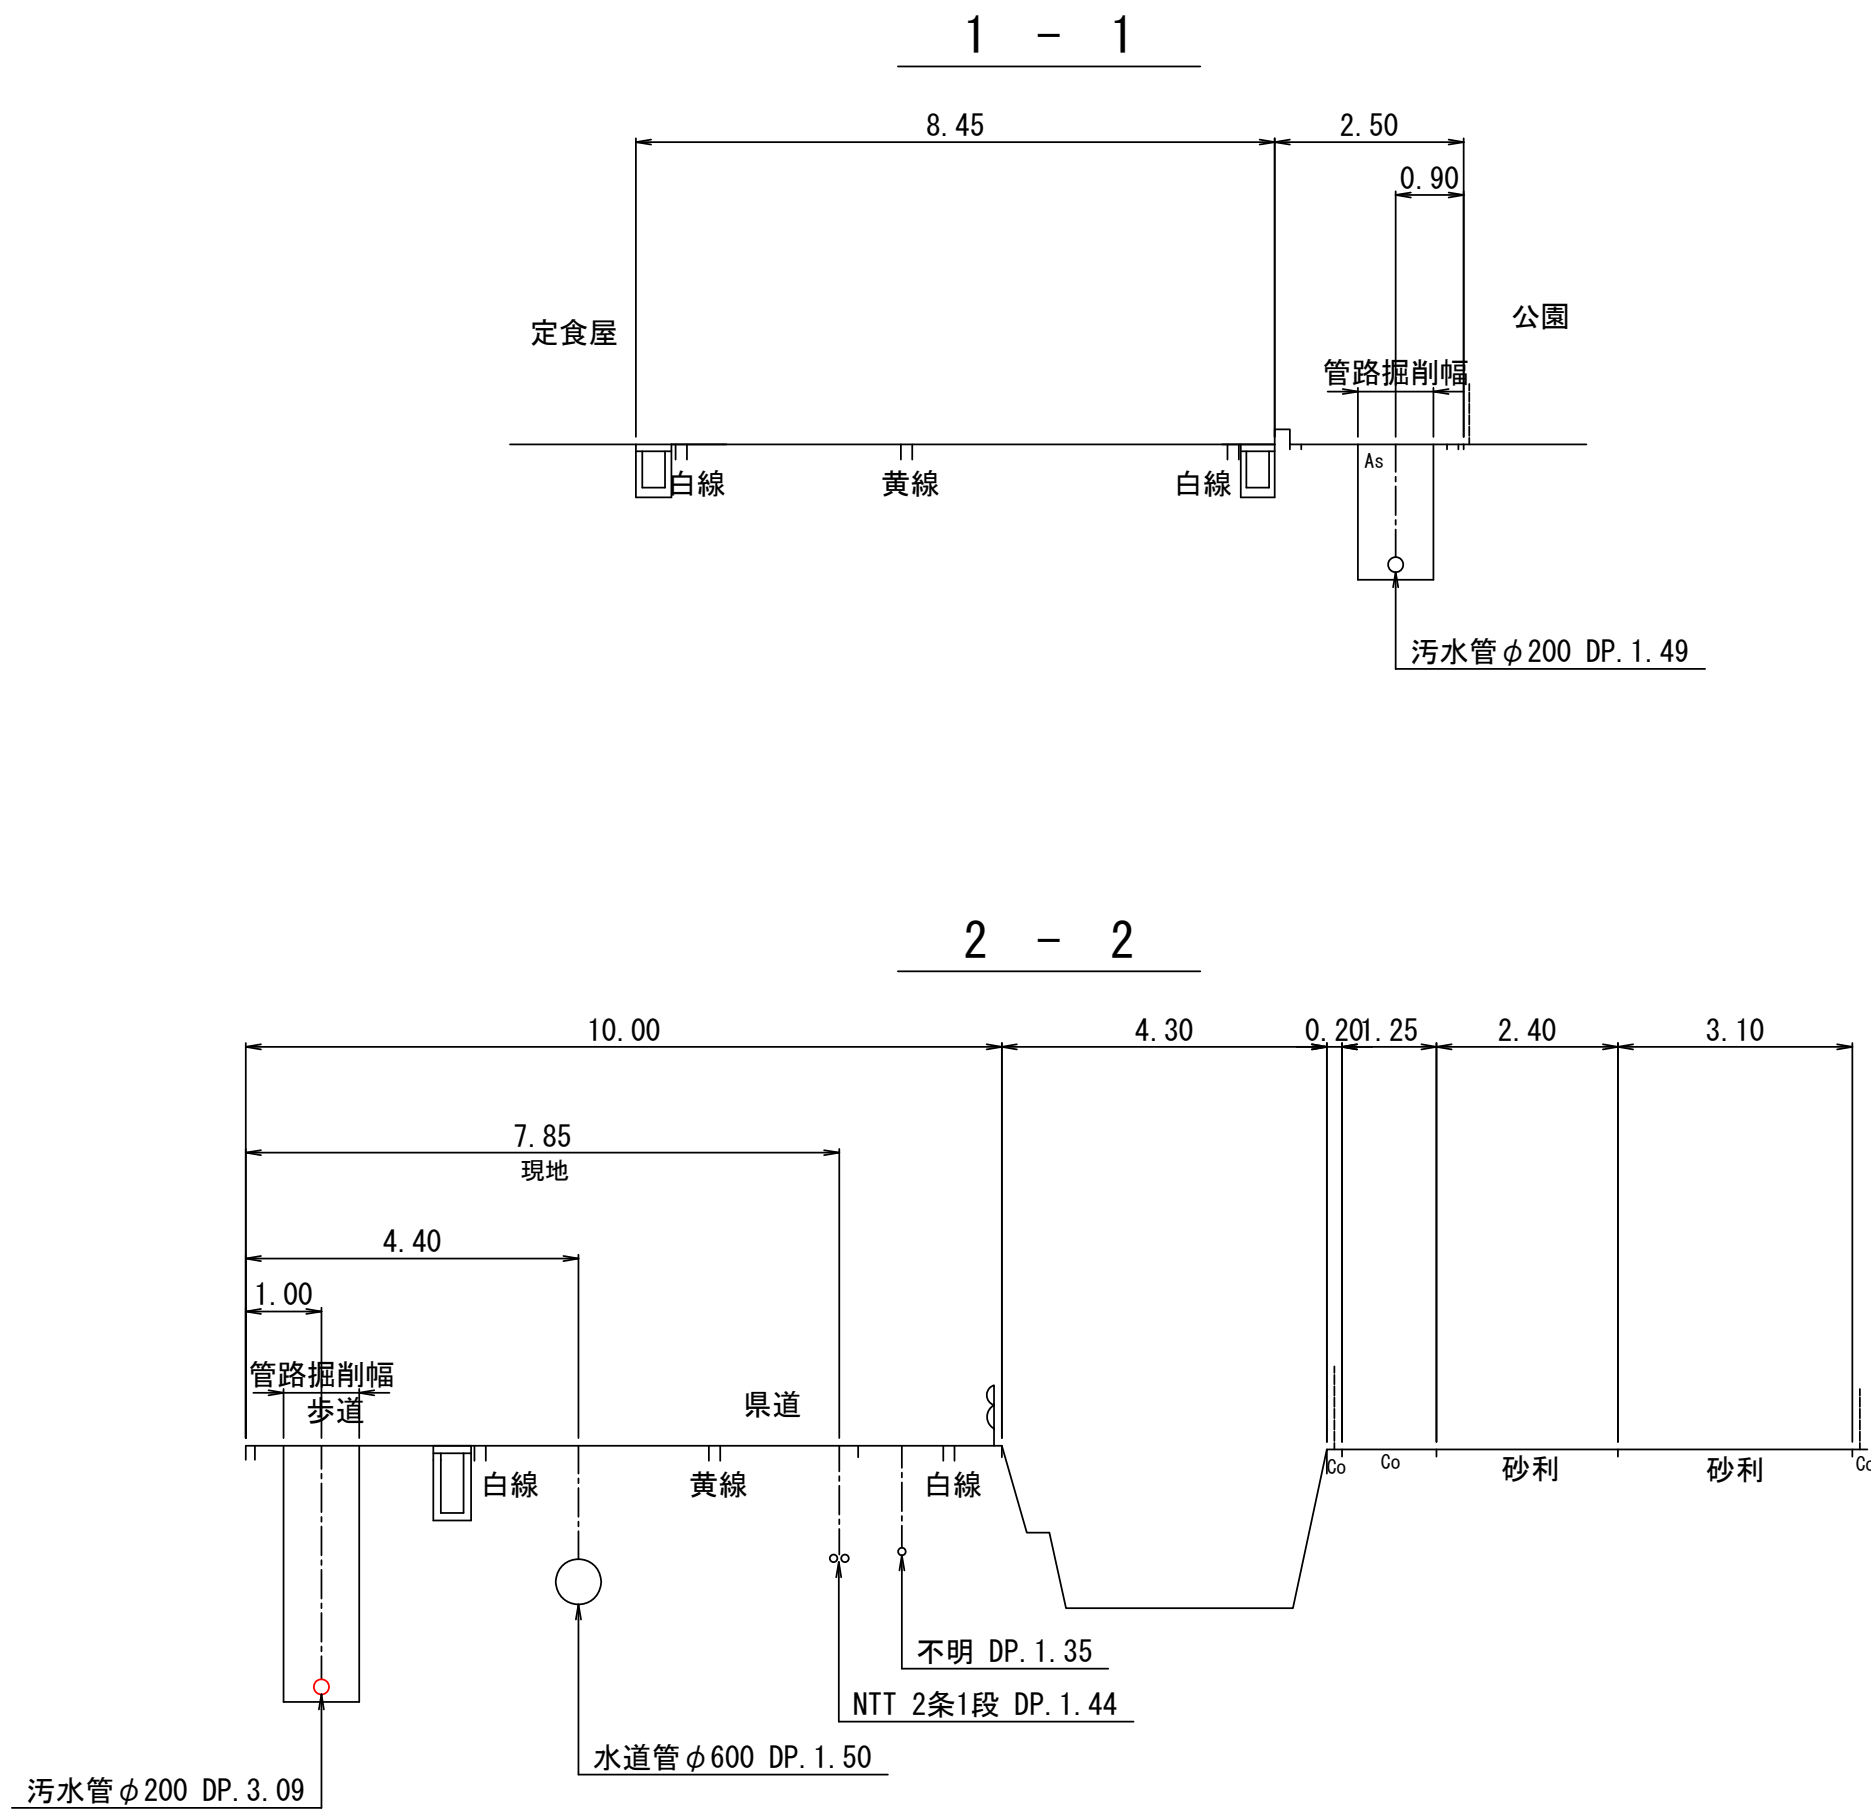 1 - 1
8.45
2.50
0.90
定食屋
公園
管路掘削幅
As
白線
黄線
白線
汚水管φ200 DP.1.49
2 - 2
10.00
4.30
0.20
1.25
2.40
3.10
7.85
現地
4.40
1.00
管路掘削幅
歩道
県道
白線
黄線
白線
Co
Co
砂利
砂利
Co
不明 DP.1.35
NTT 2条1段 DP.1.44
水道管φ600 DP.1.50
汚水管φ200 DP.3.09